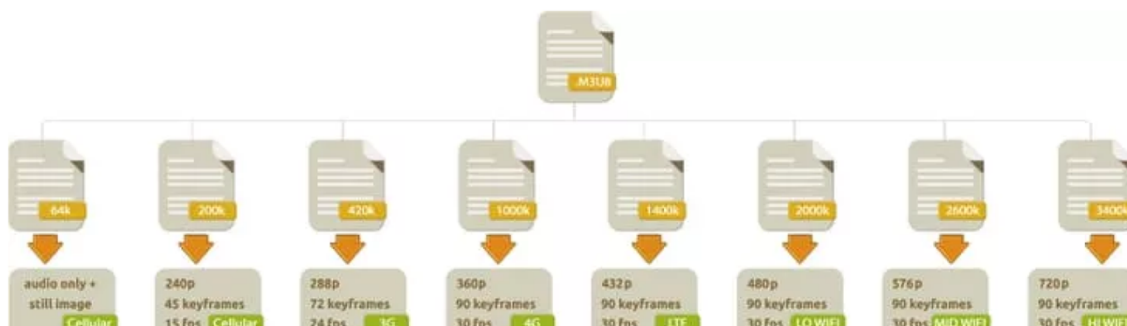 .M3U8
64k
200k
420k
1000k
1400k
2000k
2600k
3400k
audio only +
still image
Cellular
240p
45 keyframes
15 fps Cellular
288p
72 keyframes
24 fps 3G
360p
90 keyframes
30 fps 4G
432p
90 keyframes
30 fps LTE
480p
90 keyframes
30 fps LO WIFI
576p
90 keyframes
30 fps MID WIFI
720p
90 keyframes
30 fps HI WIFI